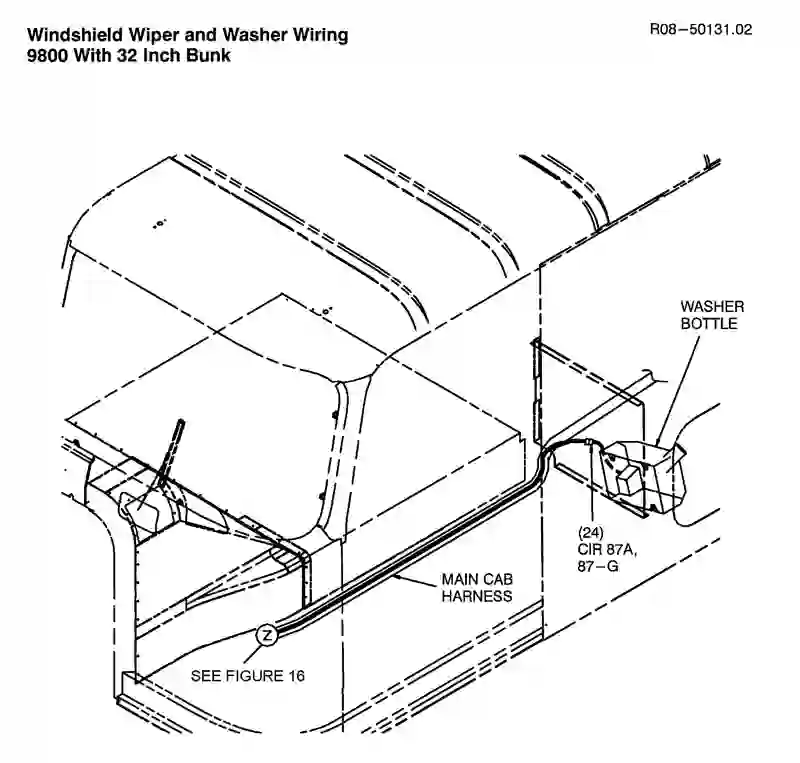 Windshield Wiper and Washer Wiring
9800 With 32 Inch Bunk
R08-50131.02
WASHER
BOTTLE
(24)
CIR 87A,
87-G
MAIN CAB
HARNESS
Z
SEE FIGURE 16